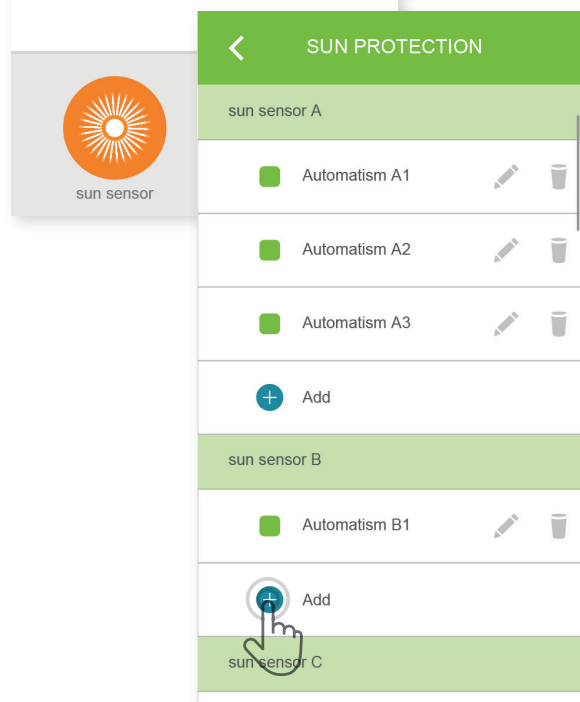 SUN PROTECTION
sun sensor A
sun sensor
Automatism A1
Automatism A2
Automatism A3
Add
sun sensor B
Automatism B1
Add
sun sensor C